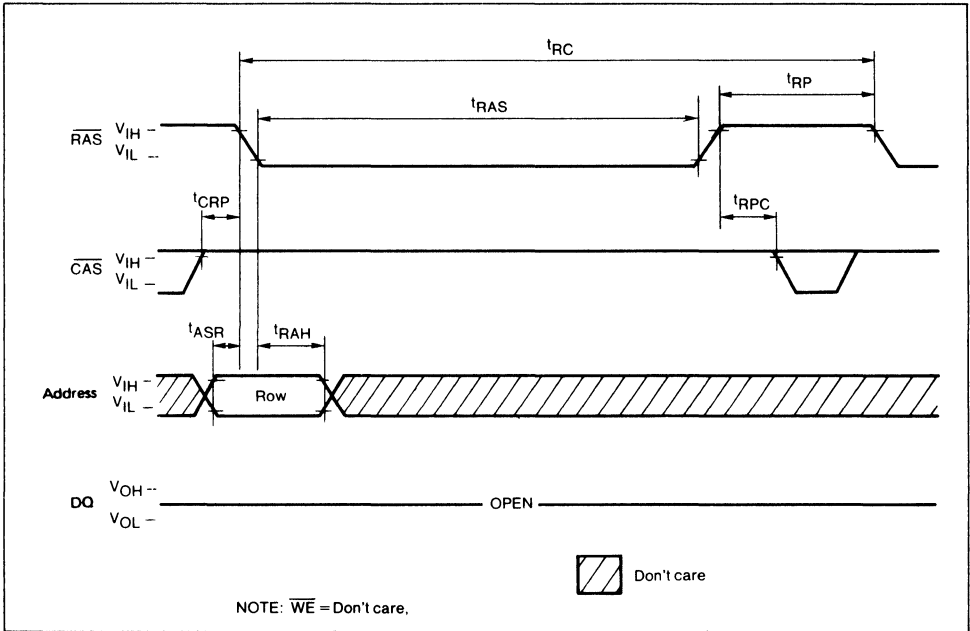 tRC
tRP
tRAS
RAS VIH
VIL
tCRP
tRPC
CAS VIH
VIL
tASR
tRAH
Address VIH
VIL
Row
VOH
DQ
OPEN
VOL
Don't care
NOTE: WE = Don't care,